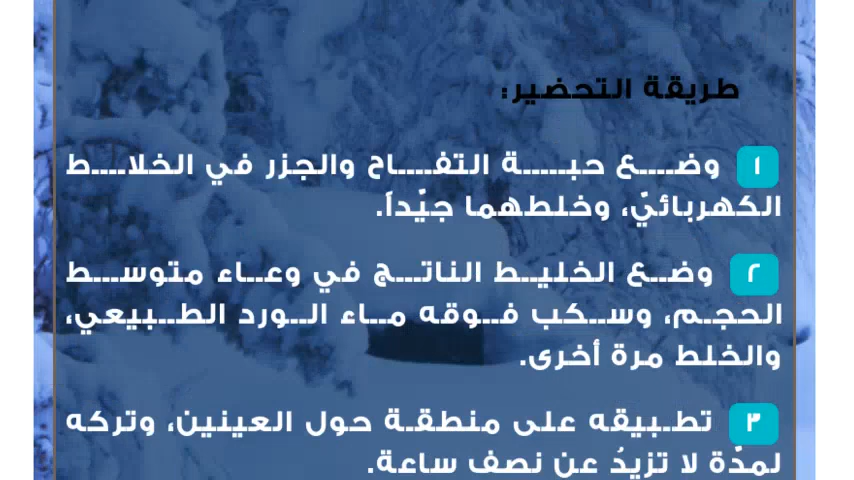 طريقة التحضير:
١ وضع حبة التفاح والجزر في الخلاط
الكهربائيّ، وخلطهما جيّداً.
٢ وضع الخليط الناتج في وعاء متوسط
الحجم، وسكب فوقه ماء الورد الطبيعي،
والخلط مرة أخرى.
٣ تطبيقه على منطقة حول العينين، وتركه
لمدّة لا تزيدُ عن نصف ساعة.